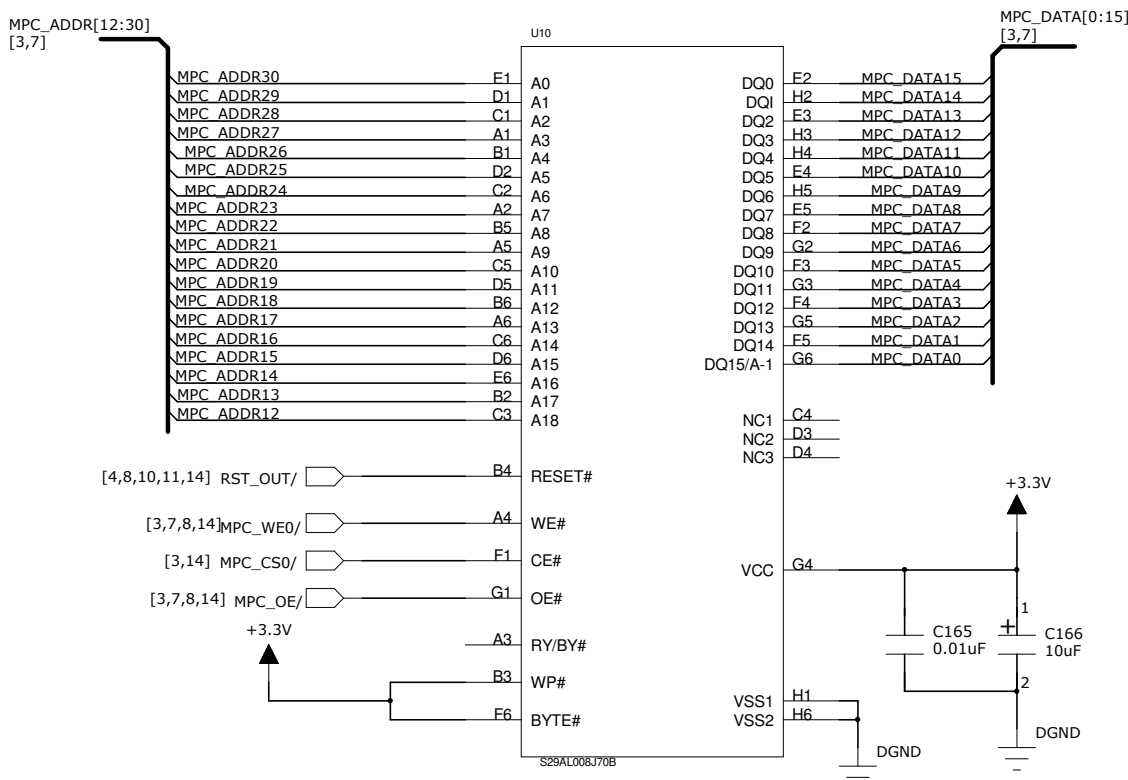 MPC_ADDR[12:30]
[3,7]
MPC_DATA[0:15]
[3,7]
U10
MPC_ADDR30 E1 A0 DQ0 E2 MPC_DATA15
MPC_ADDR29 D1 A1 DQ1 H2 MPC_DATA14
MPC_ADDR28 C1 A2 DQ2 E3 MPC_DATA13
MPC_ADDR27 A1 A3 DQ3 H3 MPC_DATA12
MPC_ADDR26 B1 A4 DQ4 H4 MPC_DATA11
MPC_ADDR25 D2 A5 DQ5 E4 MPC_DATA10
MPC_ADDR24 C2 A6 DQ6 H5 MPC_DATA9
MPC_ADDR23 A2 A7 DQ7 E5 MPC_DATA8
MPC_ADDR22 B5 A8 DQ8 F2 MPC_DATA7
MPC_ADDR21 A5 A9 DQ9 G2 MPC_DATA6
MPC_ADDR20 C5 A10 DQ10 F3 MPC_DATA5
MPC_ADDR19 D5 A11 DQ11 G3 MPC_DATA4
MPC_ADDR18 B6 A12 DQ12 F4 MPC_DATA3
MPC_ADDR17 A6 A13 DQ13 G5 MPC_DATA2
MPC_ADDR16 C6 A14 DQ14 F5 MPC_DATA1
MPC_ADDR15 D6 A15 DQ15/A-1 G6 MPC_DATA0
MPC_ADDR14 E6 A16
MPC_ADDR13 B2 A17
MPC_ADDR12 C3 A18 NC1 C4
NC2 D3
NC3 D4
[4,8,10,11,14] RST_OUT/ B4 RESET#
+3.3V
[3,7,8,14] MPC_WE0/ A4 WE#
[3,14] MPC_CS0/ F1 CE# VCC G4
[3,7,8,14] MPC_OE/ G1 OE#
1
+
C165
0.01uF
C166
10uF
2
+3.3V
A3 RY/BY#
B3 WP# VSS1 H1
F6 BYTE# VSS2 H6
DGND
DGND
S29AL008J70B